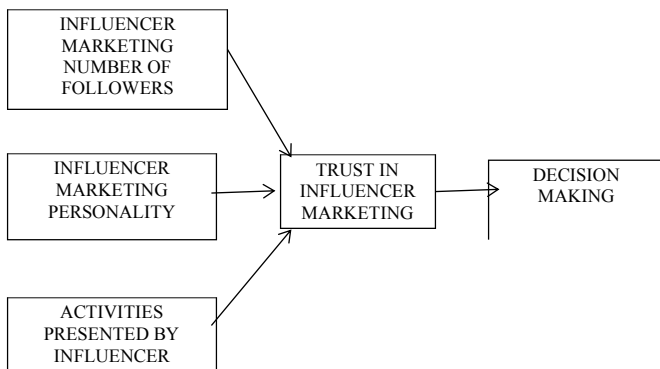 INFLUENCER
MARKETING
NUMBER OF
FOLLOWERS
INFLUENCER
MARKETING
PERSONALITY
ACTIVITIES
PRESENTED BY
INFLUENCER
TRUST IN
INFLUENCER
MARKETING
DECISION
MAKING